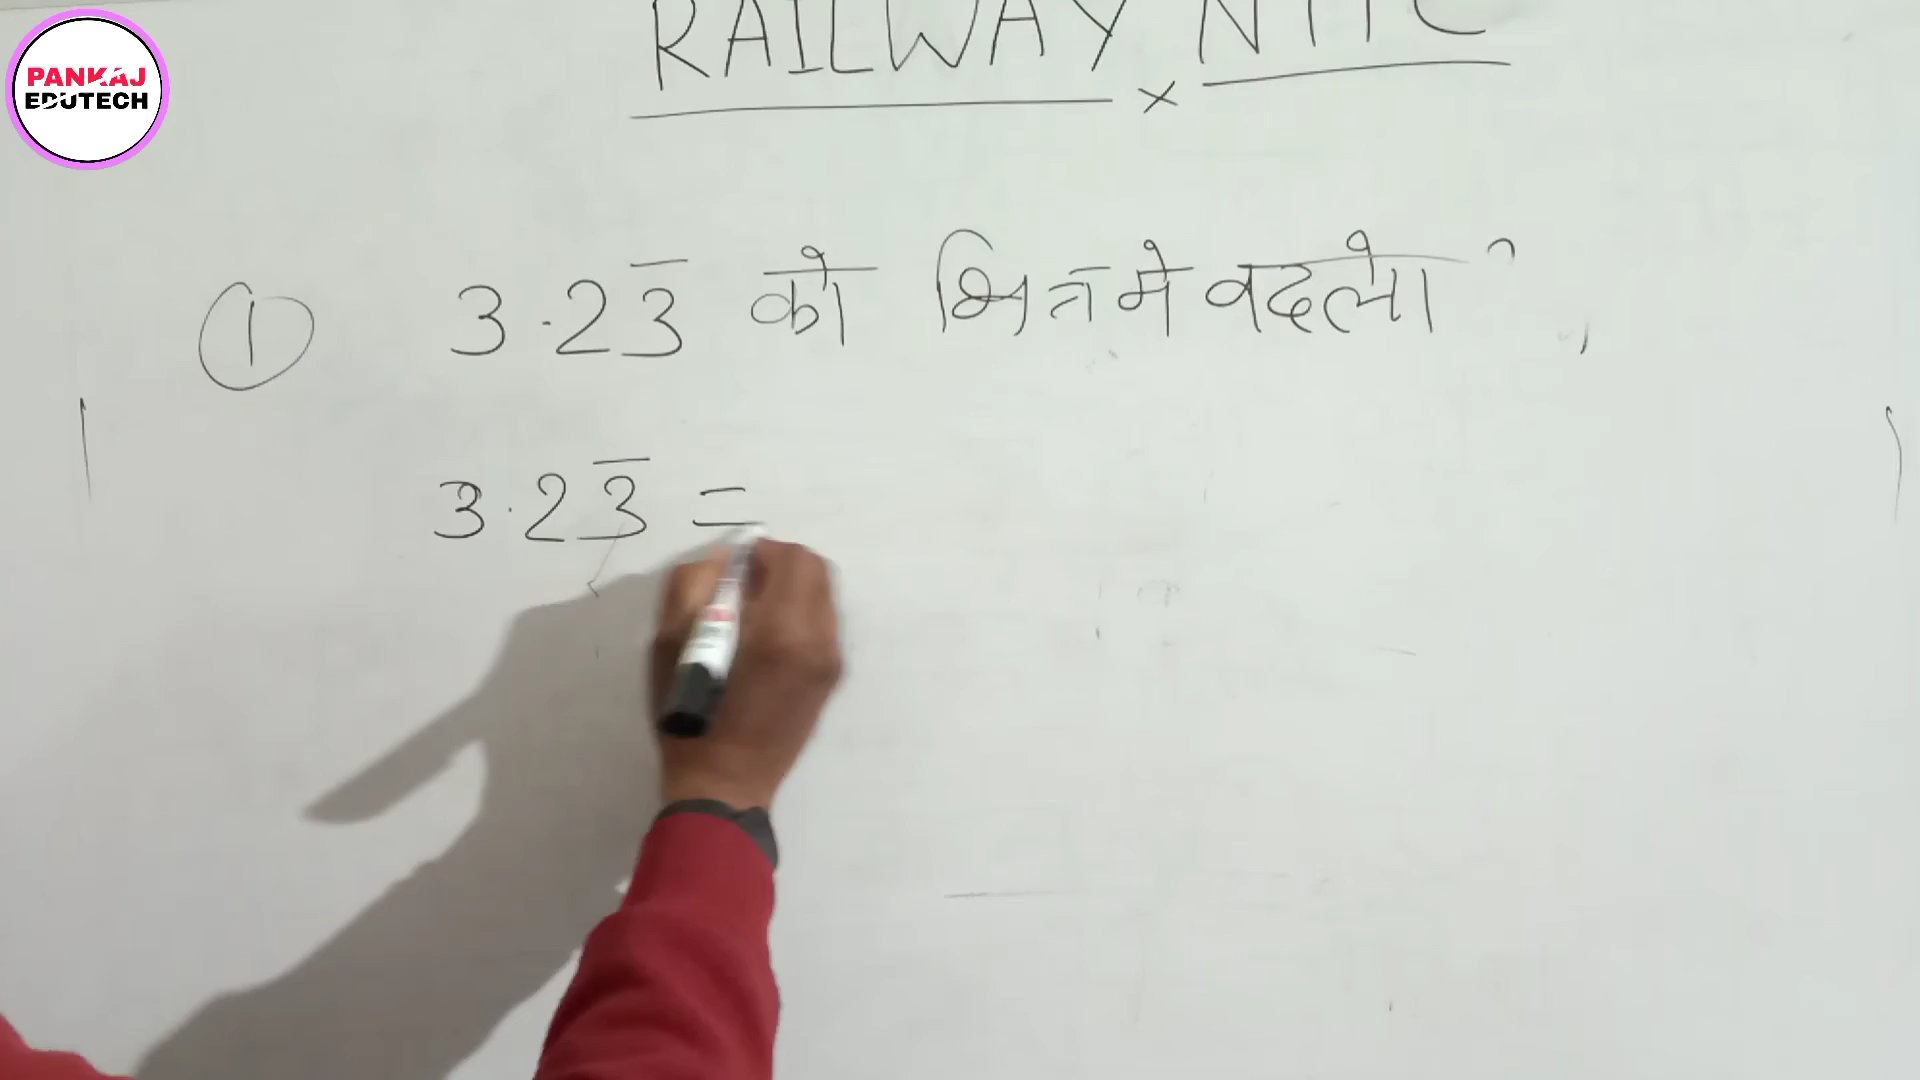 PANKAJ
EDUTECH
RAILWAY NTPC
① 3.23̅ को भिन्न मे बदलो ?
3.23̅ =